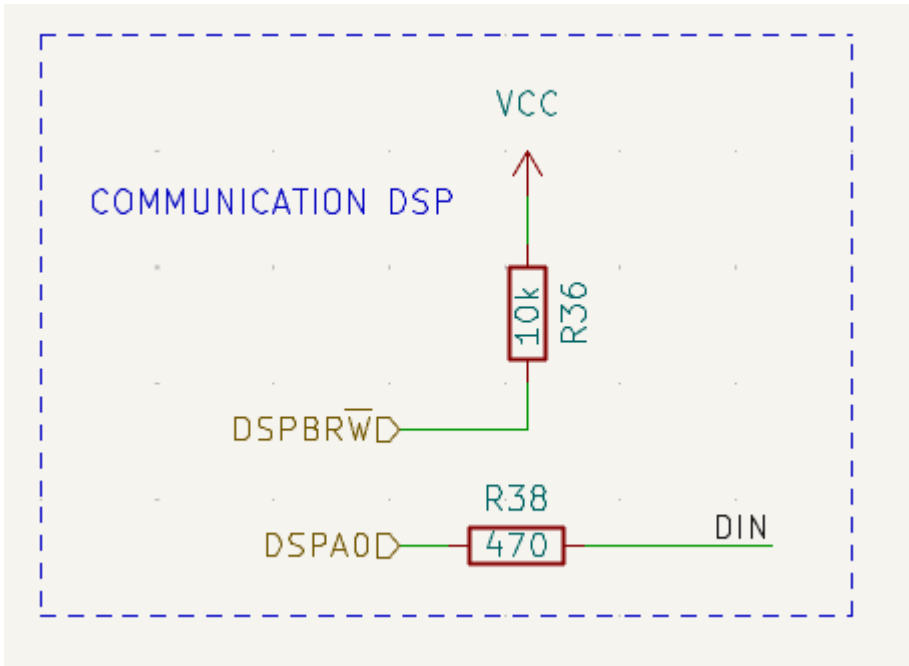 VCC
COMMUNICATION DSP
10k
R36
DSPBRW̅
R38
DSPA0
470
DIN